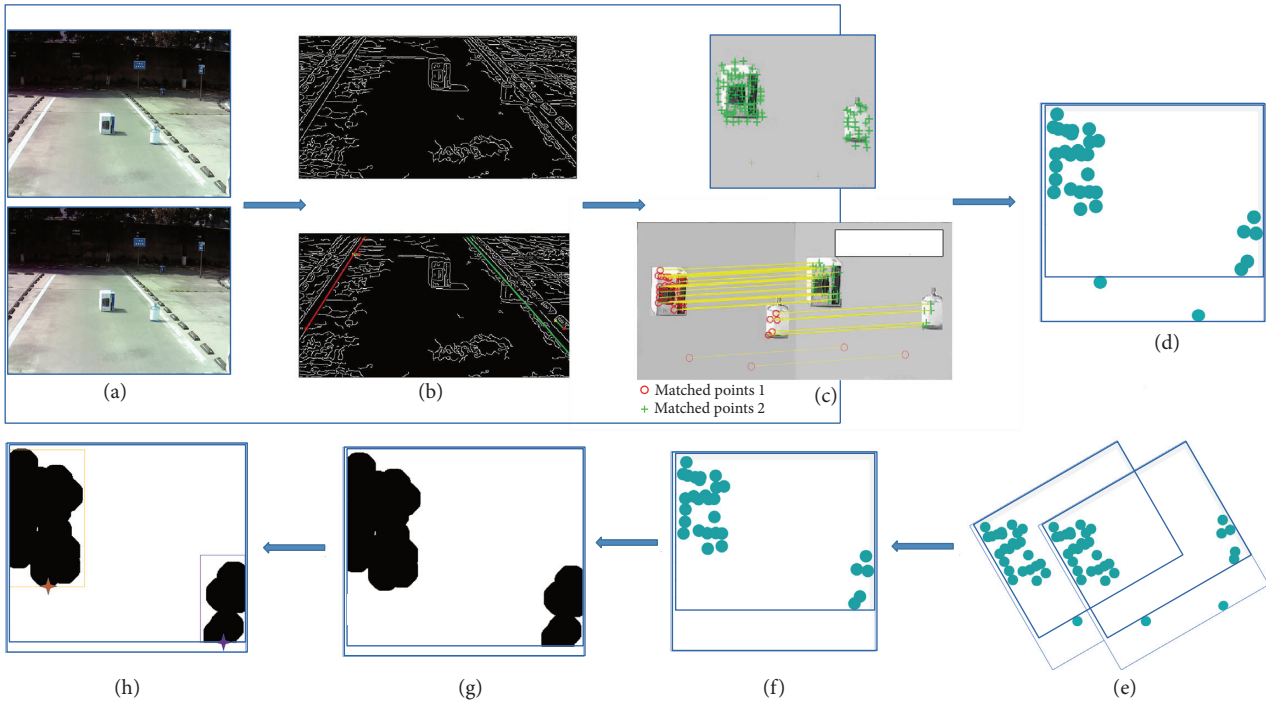 (a)
(b)
Matched points 1
Matched points 2
(c)
(d)
(h)
(g)
(f)
(e)